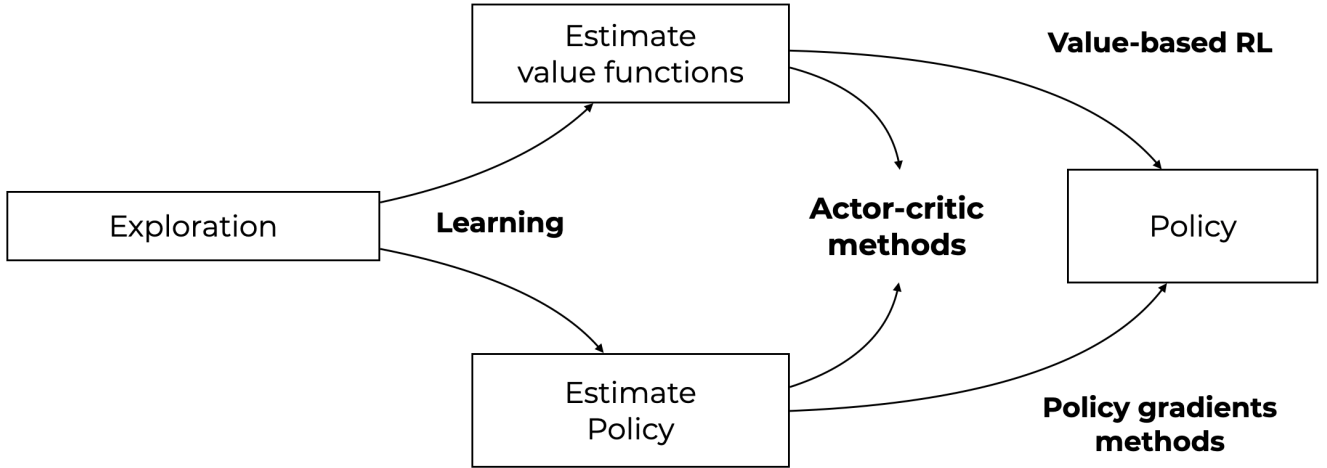 Estimate
value functions
Value-based RL
Exploration
Learning
Actor-critic
methods
Policy
Estimate
Policy
Policy gradients
methods